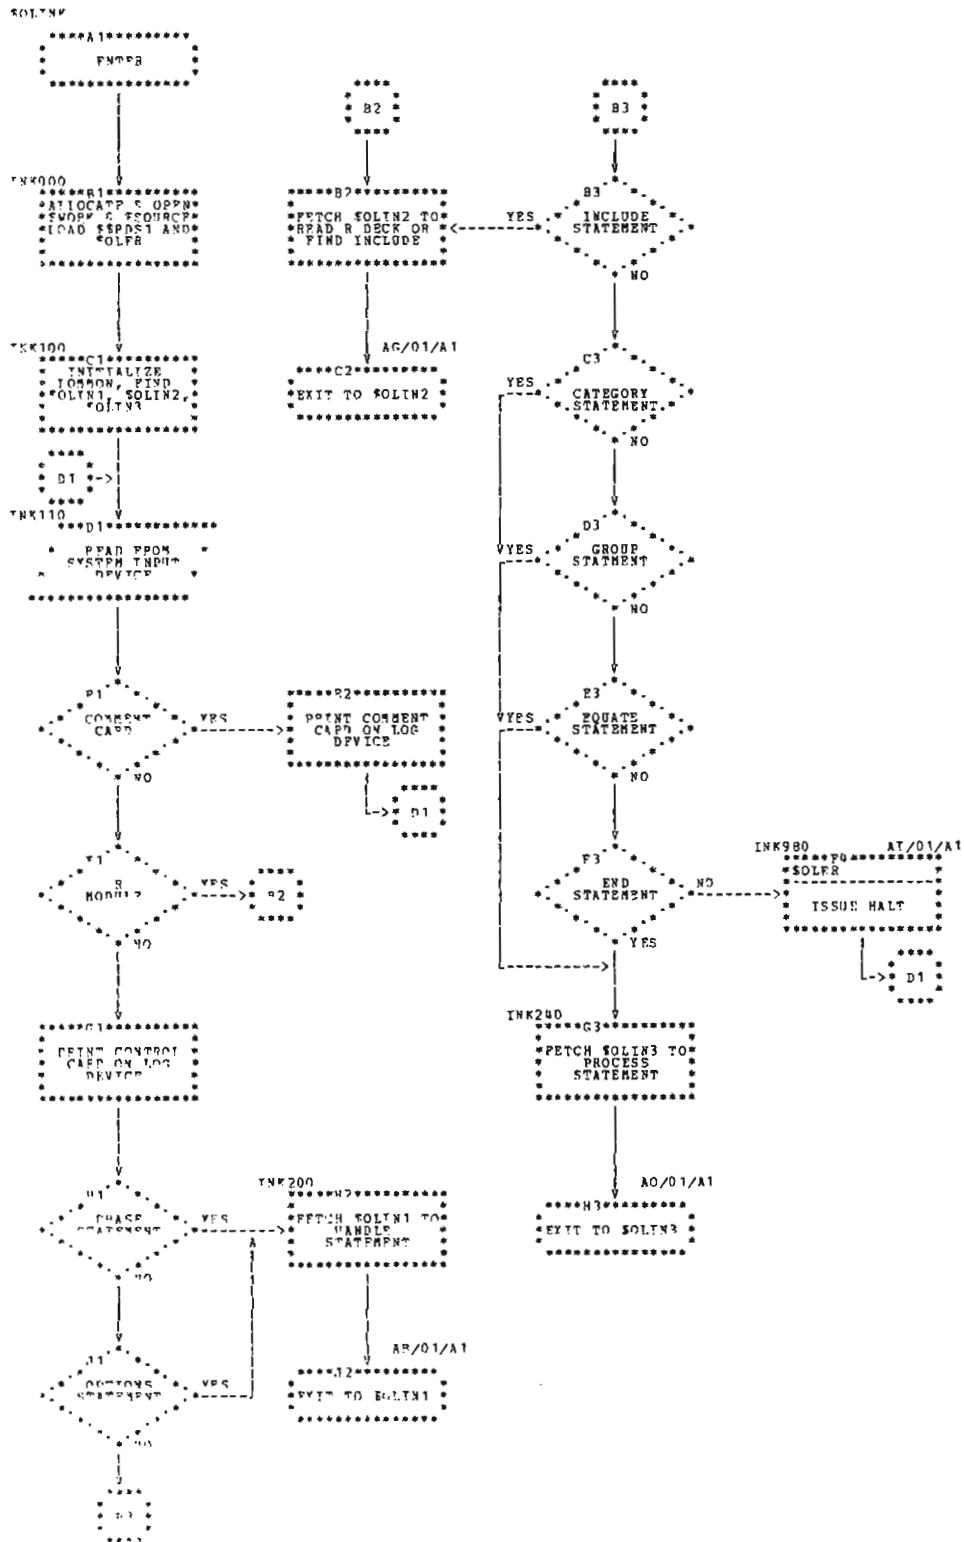 $OLINK
A1
ENTER
INK000
B1
ALLOCATE & OPEN
$WORK & $SOURCE
LOAD $$PDS1 AND
$OLER
INK100
C1
INITIALIZE
COMMON, FIND
$OLIN1, $OLIN2,
$OLIN3
D1
INK110
D1
READ FROM
SYSTEM INPUT
DEVICE
E1
COMMENT
CARD
YES
NO
F1
R
MODULE
YES
B2
NO
G1
PRINT CONTROL
CARD ON LOG
DEVICE
H1
PHASE
STATEMENT
YES
NO
J1
OPTIONS
STATEMENT
YES
NO
B3
B2
B2
FETCH $OLIN2 TO
READ R DECK OR
FIND INCLUDE
AG/01/A1
C2
EXIT TO $OLIN2
E2
PRINT COMMENT
CARD ON LOG
DEVICE
D1
INK200
H2
FETCH $OLIN1 TO
HANDLE
STATEMENT
AB/01/A1
J2
EXIT TO $OLIN1
B3
B3
INCLUDE
STATEMENT
YES
NO
C3
CATEGORY
STATEMENT
YES
NO
D3
GROUP
STATMENT
YES
NO
E3
EQUATE
STATEMENT
YES
NO
F3
END
STATEMENT
NO
YES
INK980
AT/01/A1
F4
$OLER
ISSUE HALT
D1
INK240
G3
FETCH $OLIN3 TO
PROCESS
STATEMENT
AO/01/A1
H3
EXIT TO $OLIN3